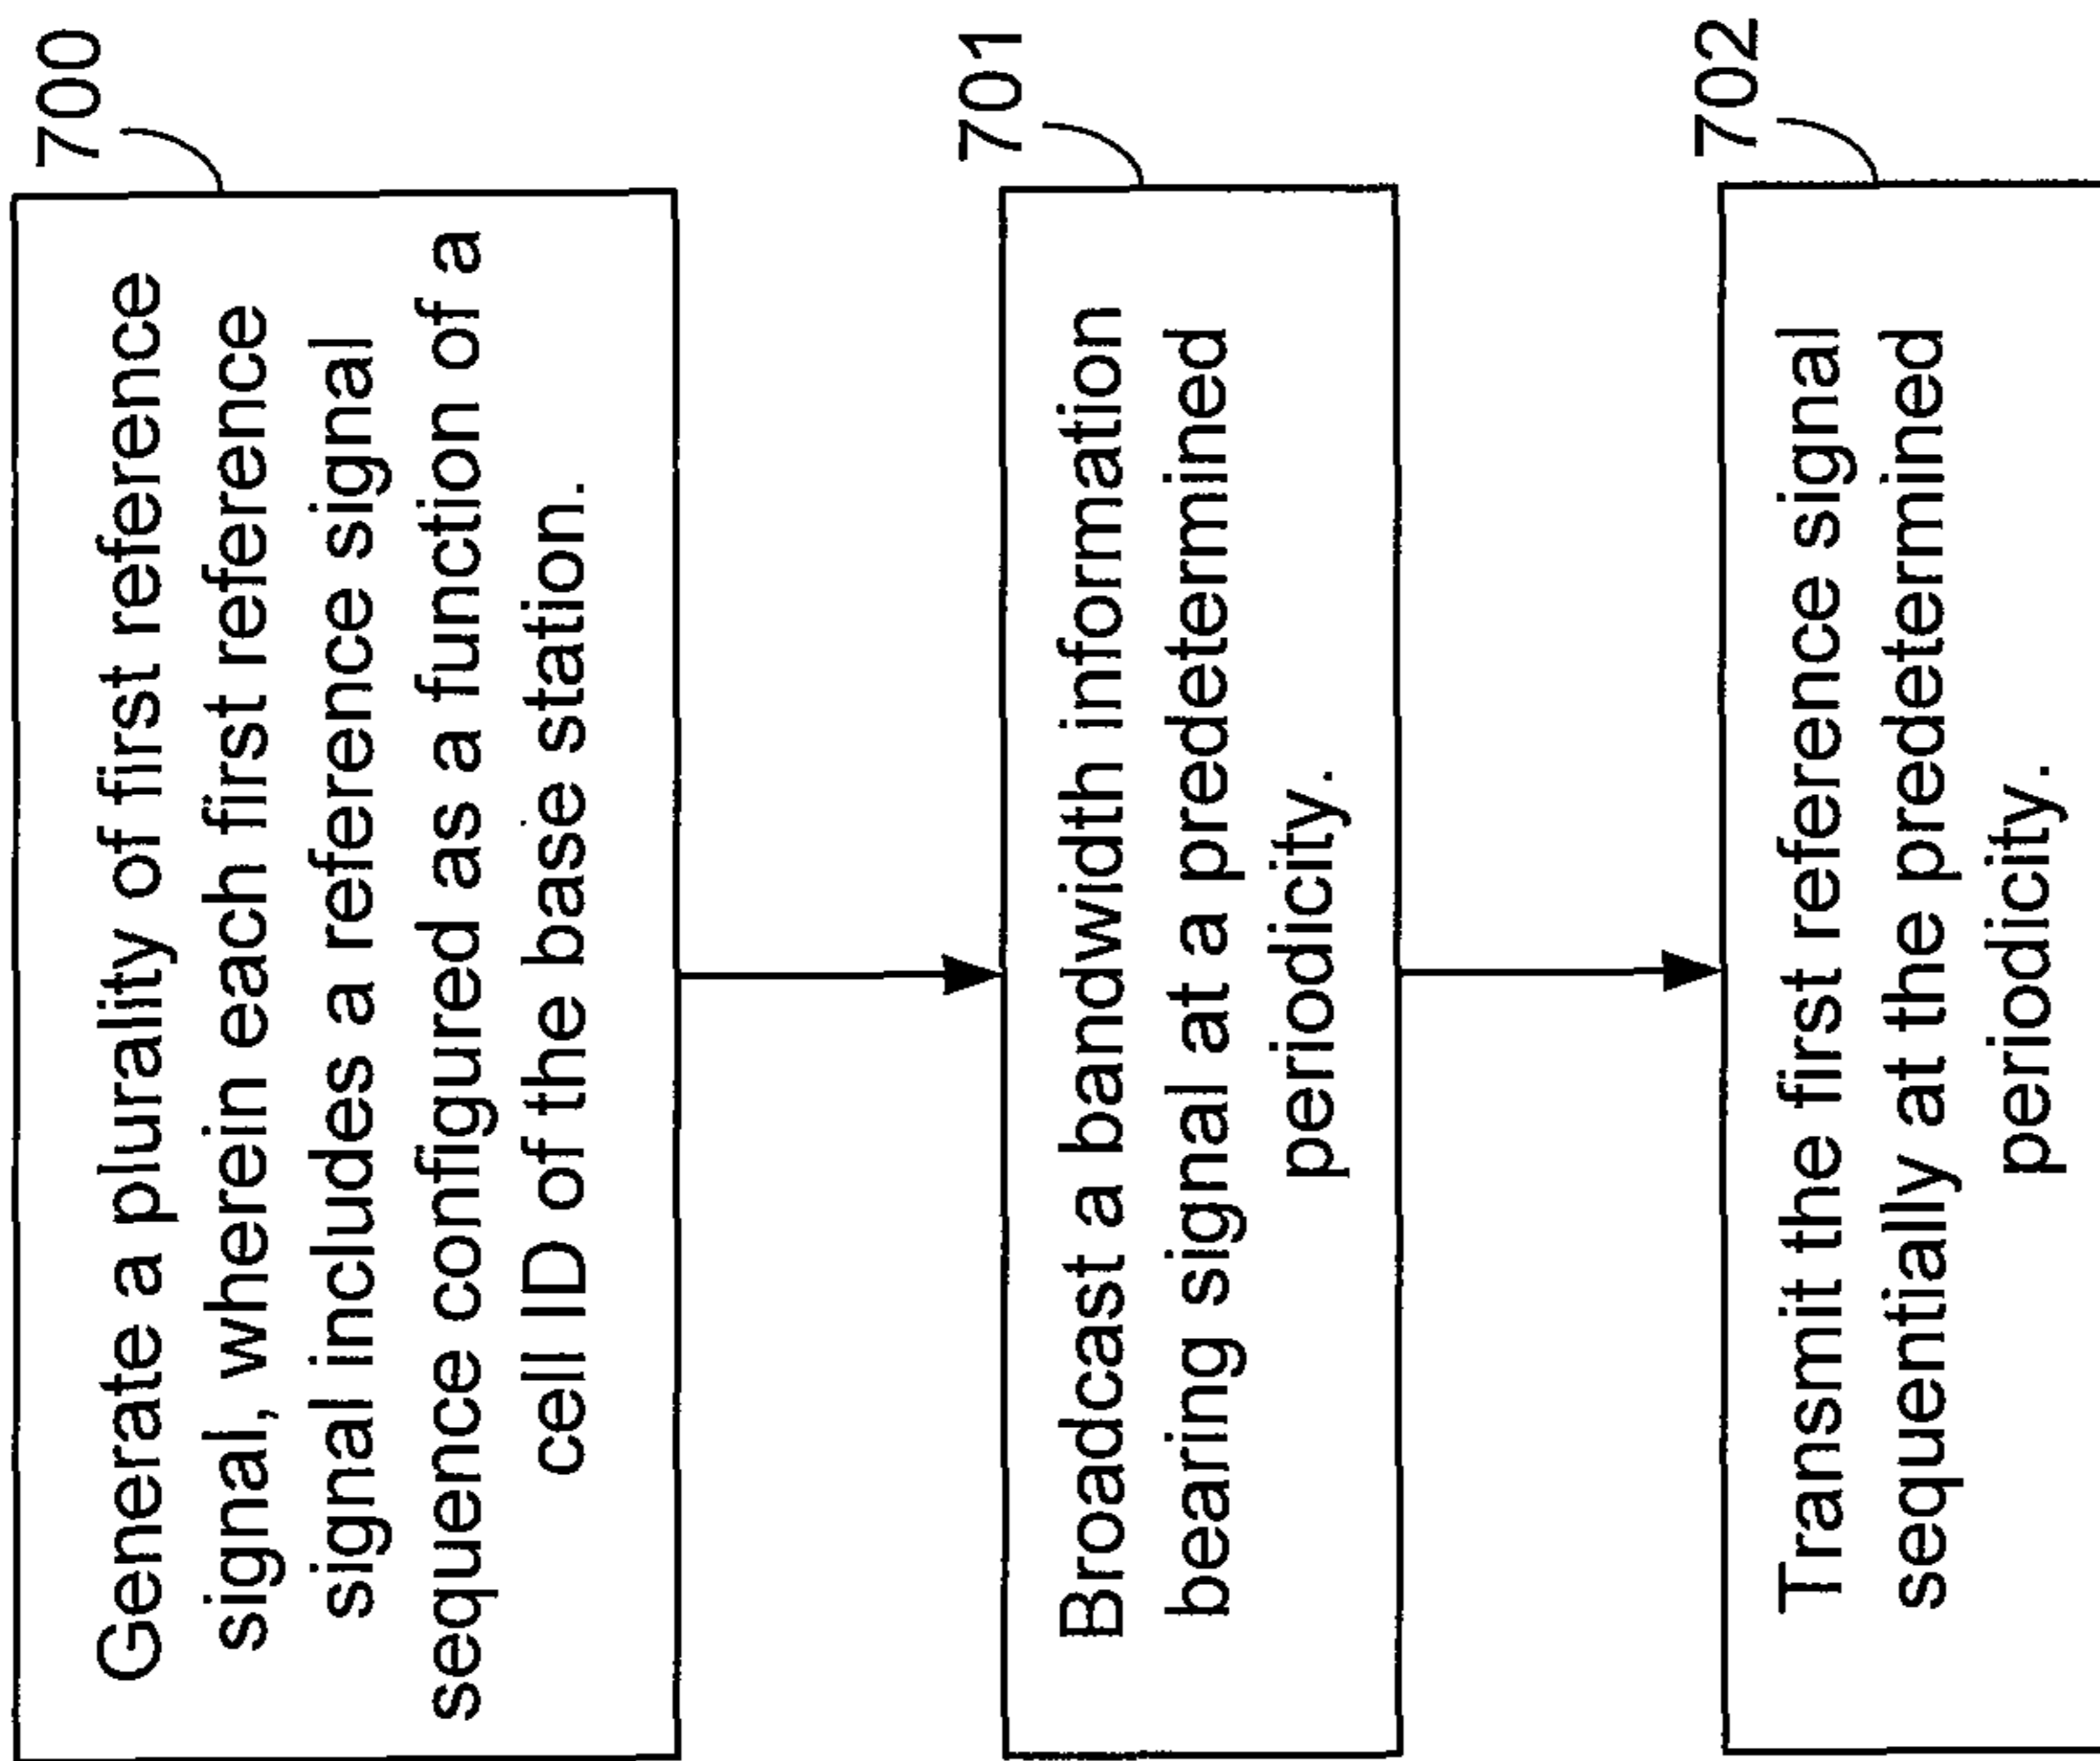 700
Generate a plurality of first reference
signal, wherein each first reference
signal includes a reference signal
sequence configured as a function of a
cell ID of the base station.
701
Broadcast a bandwidth information
bearing signal at a predetermined
periodicity.
702
Transmit the first reference signal
sequentially at the predetermined
periodicity.